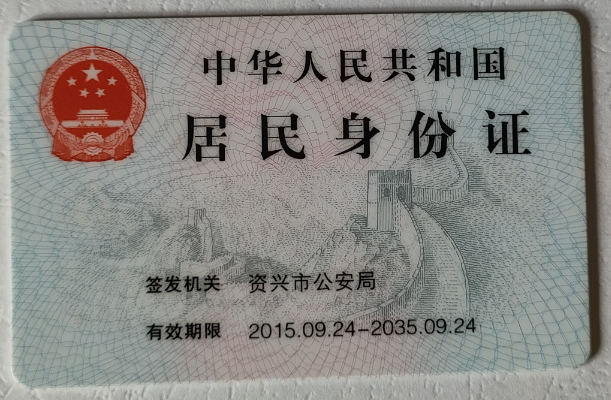 中华人民共和国
居民身份证
签发机关 资兴市公安局
有效期限 2015.09.24-2035.09.24